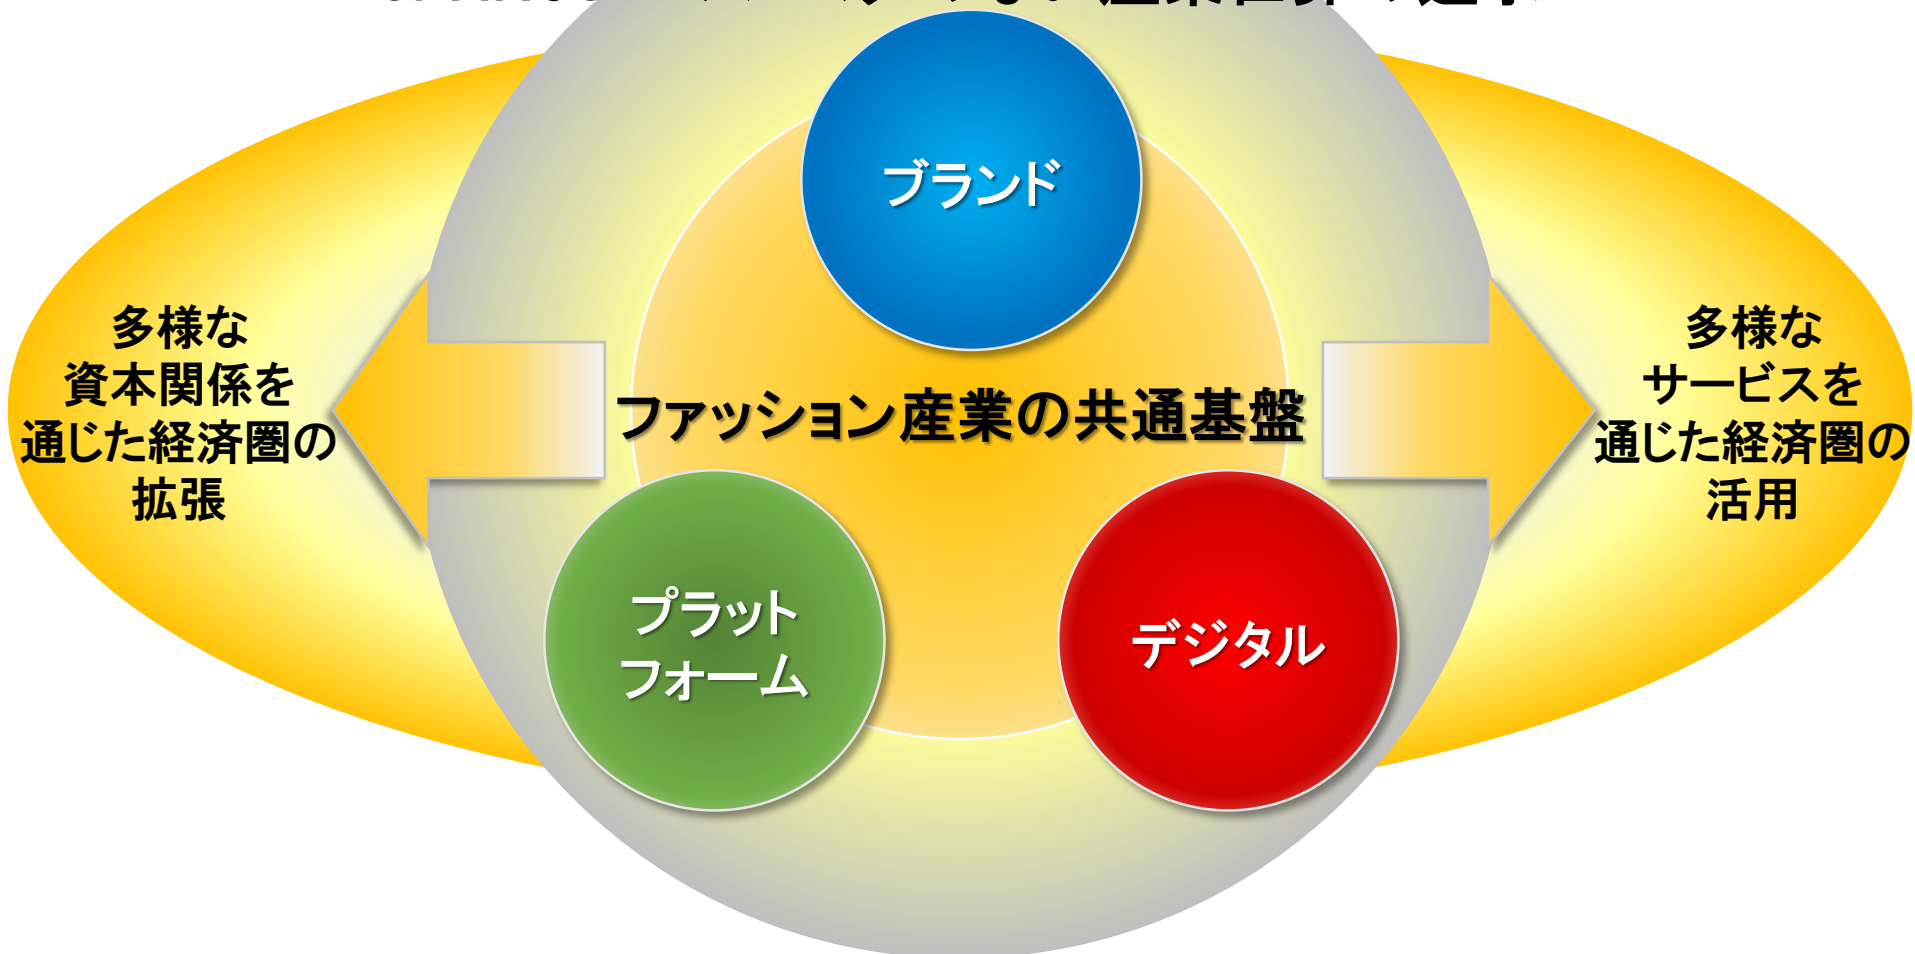 ブランド
多様な
資本関係を
通じた経済圏の
拡張
ファッション産業の共通基盤
多様な
サービスを
通じた経済圏の
活用
プラット
フォーム
デジタル